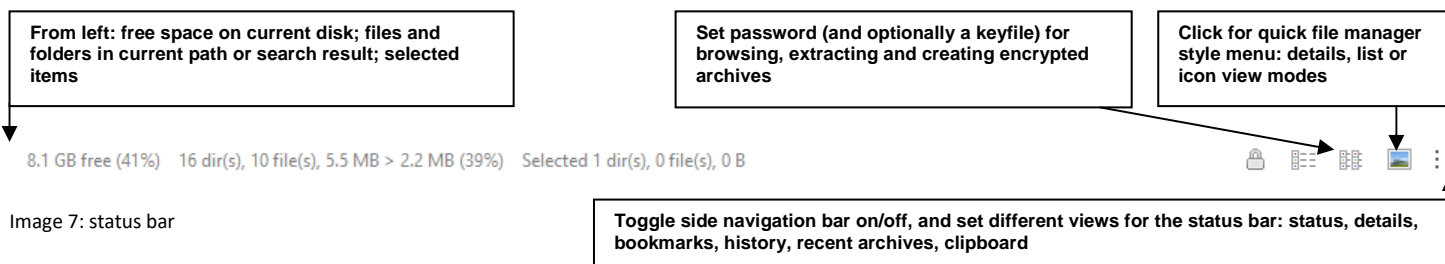 From left: free space on current disk; files and
folders in current path or search result; selected
items
Set password (and optionally a keyfile) for
browsing, extracting and creating encrypted
archives
Click for quick file manager
style menu: details, list or
icon view modes
8.1 GB free (41%) 16 dir(s), 10 file(s), 5.5 MB > 2.2 MB (39%) Selected 1 dir(s), 0 file(s), 0 B
Image 7: status bar
Toggle side navigation bar on/off, and set different views for the status bar: status, details,
bookmarks, history, recent archives, clipboard